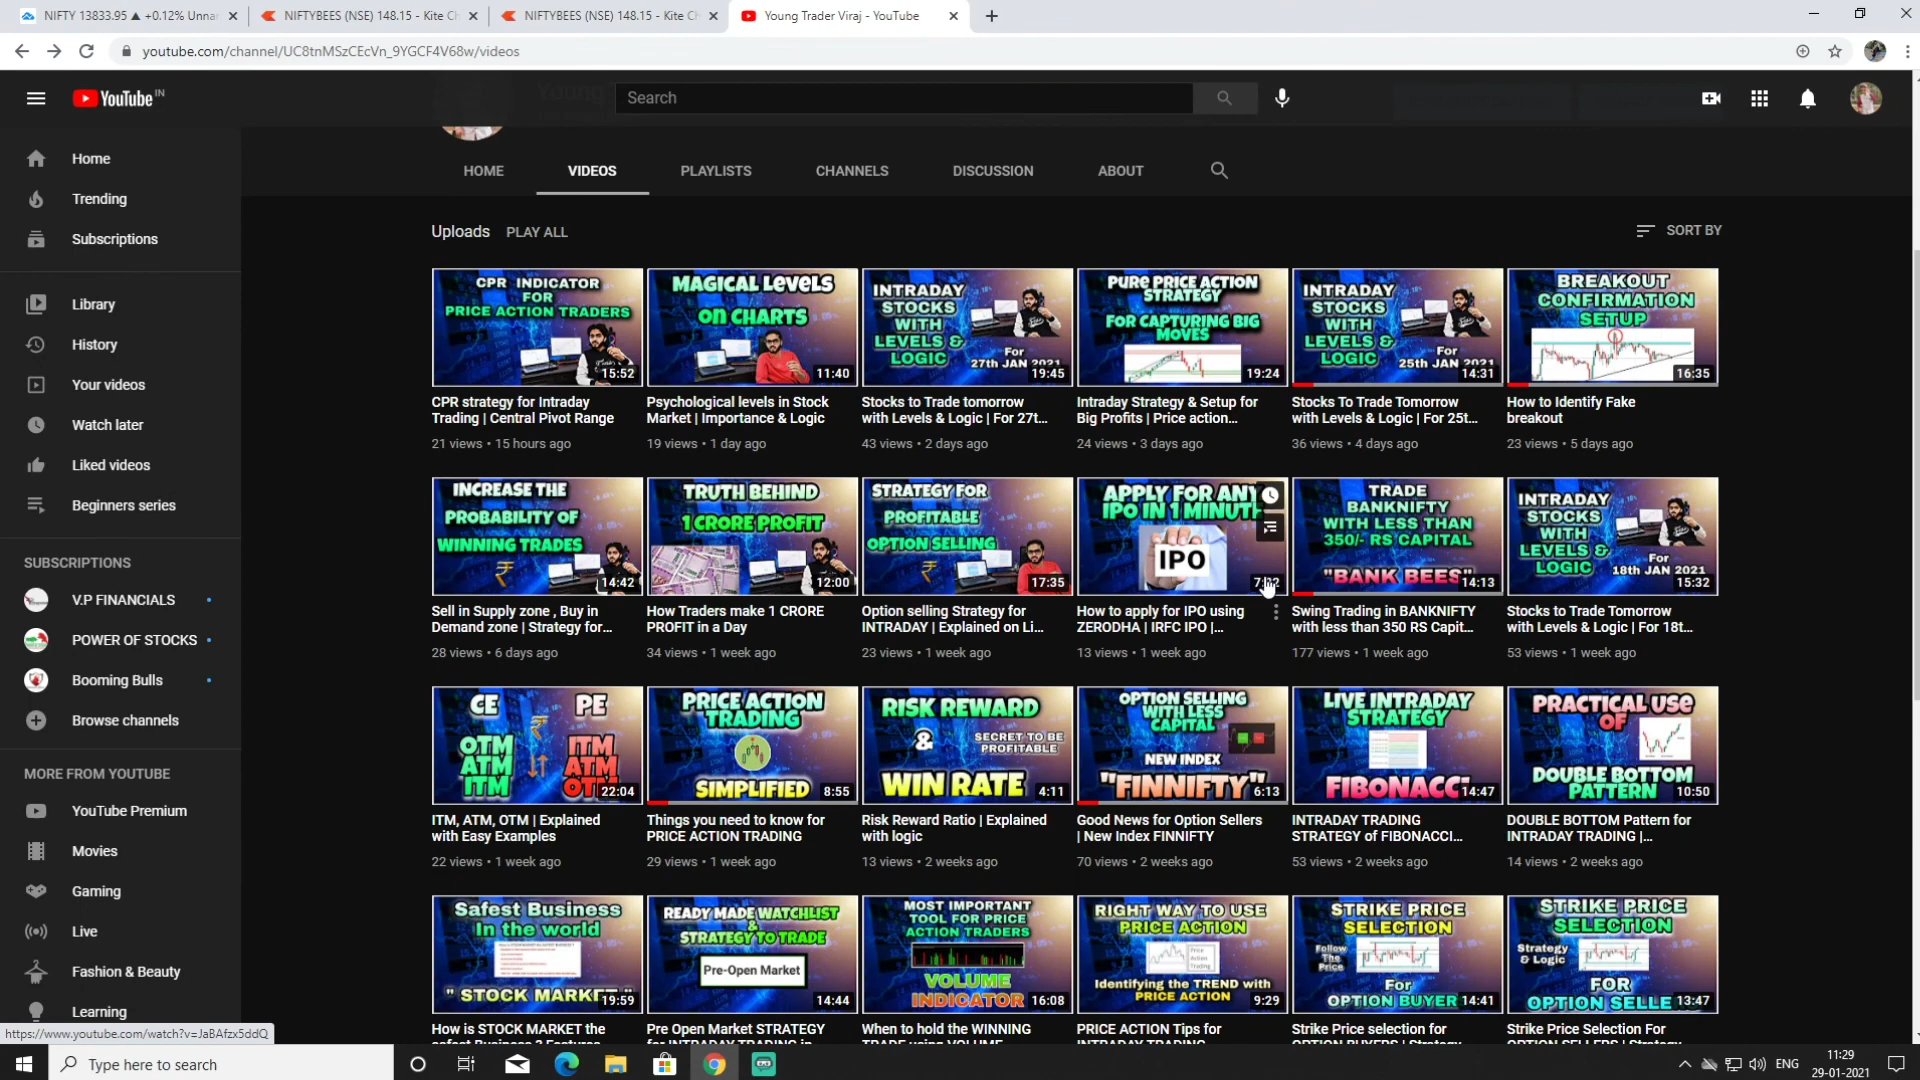 NIFTY 13833.95 ▲ +0.12% Unna
NIFTYBEES (NSE) 148.15 - Kite C
NIFTYBEES (NSE) 148.15 - Kite C
Young Trader Viraj - YouTube
youtube.com/channel/UC8tnMSzCEcVn_9YGCF4V68w/videos
YouTube IN
Search
Home
Trending
Subscriptions
Library
History
Your videos
Watch later
Liked videos
Beginners series
SUBSCRIPTIONS
V.P FINANCIALS
POWER OF STOCKS
Booming Bulls
Browse channels
MORE FROM YOUTUBE
YouTube Premium
Movies
Gaming
Live
Fashion & Beauty
Learning
HOME VIDEOS PLAYLISTS CHANNELS DISCUSSION ABOUT
Uploads PLAY ALL
SORT BY
CPR INDICATOR
FOR
PRICE ACTION TRADERS
15:52
CPR strategy for Intraday
Trading | Central Pivot Range
21 views • 15 hours ago
MAGICAL LEVELS
ON CHARTS
11:40
Psychological levels in Stock
Market | Importance & Logic
19 views • 1 day ago
INTRADAY
STOCKS
WITH
LEVELS &
LOGIC
For
27th JAN 2021
19:45
Stocks to Trade tomorrow
with Levels & Logic | For 27t...
43 views • 2 days ago
PURE PRICE ACTION
STRATEGY
FOR CAPTURING BIG
MOVES
19:24
Intraday Strategy & Setup for
Big Profits | Price action...
24 views • 3 days ago
INTRADAY
STOCKS
WITH
LEVELS &
LOGIC
For
25th JAN 2021
14:31
Stocks To Trade Tomorrow
with Levels & Logic | For 25t...
36 views • 4 days ago
BREAKOUT
CONFIRMATION
SETUP
16:35
How to Identify Fake
breakout
23 views • 5 days ago
INCREASE THE
PROBABILITY OF
WINNING TRADES
₹
14:42
Sell in Supply zone , Buy in
Demand zone | Strategy for...
28 views • 6 days ago
TRUTH BEHIND
1 CRORE PROFIT
12:00
How Traders make 1 CRORE
PROFIT in a Day
34 views • 1 week ago
STRATEGY FOR
PROFITABLE
OPTION SELLING
₹
17:35
Option selling Strategy for
INTRADAY | Explained on Li...
23 views • 1 week ago
APPLY FOR ANY
IPO IN 1 MINUTE
IPO
How to apply for IPO using
ZERODHA | IRFC IPO |...
13 views • 1 week ago
TRADE
BANKNIFTY
WITH LESS THAN
350/- RS CAPITAL
"BANK BEES"
14:13
Swing Trading in BANKNIFTY
with less than 350 RS Capit...
177 views • 1 week ago
INTRADAY
STOCKS
WITH
LEVELS &
LOGIC
For
18th JAN 2021
15:32
Stocks to Trade Tomorrow
with Levels & Logic | For 18t...
53 views • 1 week ago
CE PE
₹
OTM ITM
ATM ATM
ITM OTM
22:04
ITM, ATM, OTM | Explained
with Easy Examples
22 views • 1 week ago
PRICE ACTION
TRADING
SIMPLIFIED
8:55
Things you need to know for
PRICE ACTION TRADING
29 views • 1 week ago
RISK REWARD
&
SECRET TO BE
PROFITABLE
WIN RATE
4:11
Risk Reward Ratio | Explained
with logic
13 views • 2 weeks ago
OPTION SELLING
WITH LESS
CAPITAL
NEW INDEX
"FINNIFTY"
6:13
Good News for Option Sellers
| New Index FINNIFTY
70 views • 2 weeks ago
LIVE INTRADAY
STRATEGY
FIBONACC
14:47
INTRADAY TRADING
STRATEGY of FIBONACCI...
53 views • 2 weeks ago
PRACTICAL USE
OF
DOUBLE BOTTOM
PATTERN
10:50
DOUBLE BOTTOM Pattern for
INTRADAY TRADING |...
14 views • 2 weeks ago
Safest Business
In the world
" STOCK MARKET "
19:59
How is STOCK MARKET the
safest Business ? Features
READY MADE WATCHLIST
&
STRATEGY TO TRADE
Pre-Open Market
14:44
Pre Open Market STRATEGY
for INTRADAY TRADING in
MOST IMPORTANT
TOOL FOR PRICE
ACTION TRADERS
VOLUME
INDICATOR
16:08
When to hold the WINNING
TRADE using VOLUME
RIGHT WAY TO USE
PRICE ACTION
Price
Action
Trading
Identifying the TREND with
PRICE ACTION
9:29
PRICE ACTION Tips for
INTRADAY TRADING
STRIKE PRICE
SELECTION
Follow
The
Price
For
OPTION BUYER
14:41
Strike Price selection for
OPTION BUYERS | Strategy
STRIKE PRICE
SELECTION
Strategy
& Logic
FOR
OPTION SELLE
13:47
Strike Price Selection For
OPTION SELLERS | Strategy
https://www.youtube.com/watch?v=JaBAfzx5ddQ
Type here to search
ENG
11:29
29-01-2021